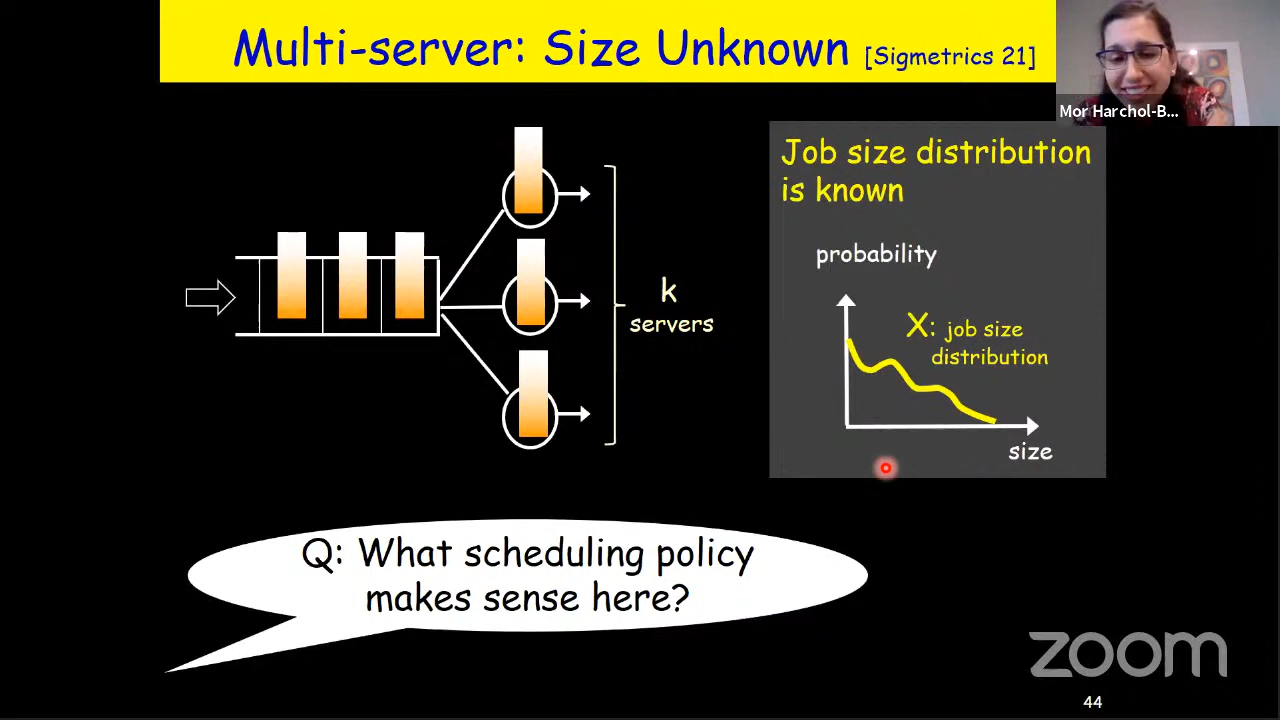 Multi-server: Size Unknown [Sigmetrics 21]
Mor Harchol-B...
Job size distribution
is known
probability
X: job size
distribution
size
k
servers
Q: What scheduling policy
makes sense here?
zoom
44